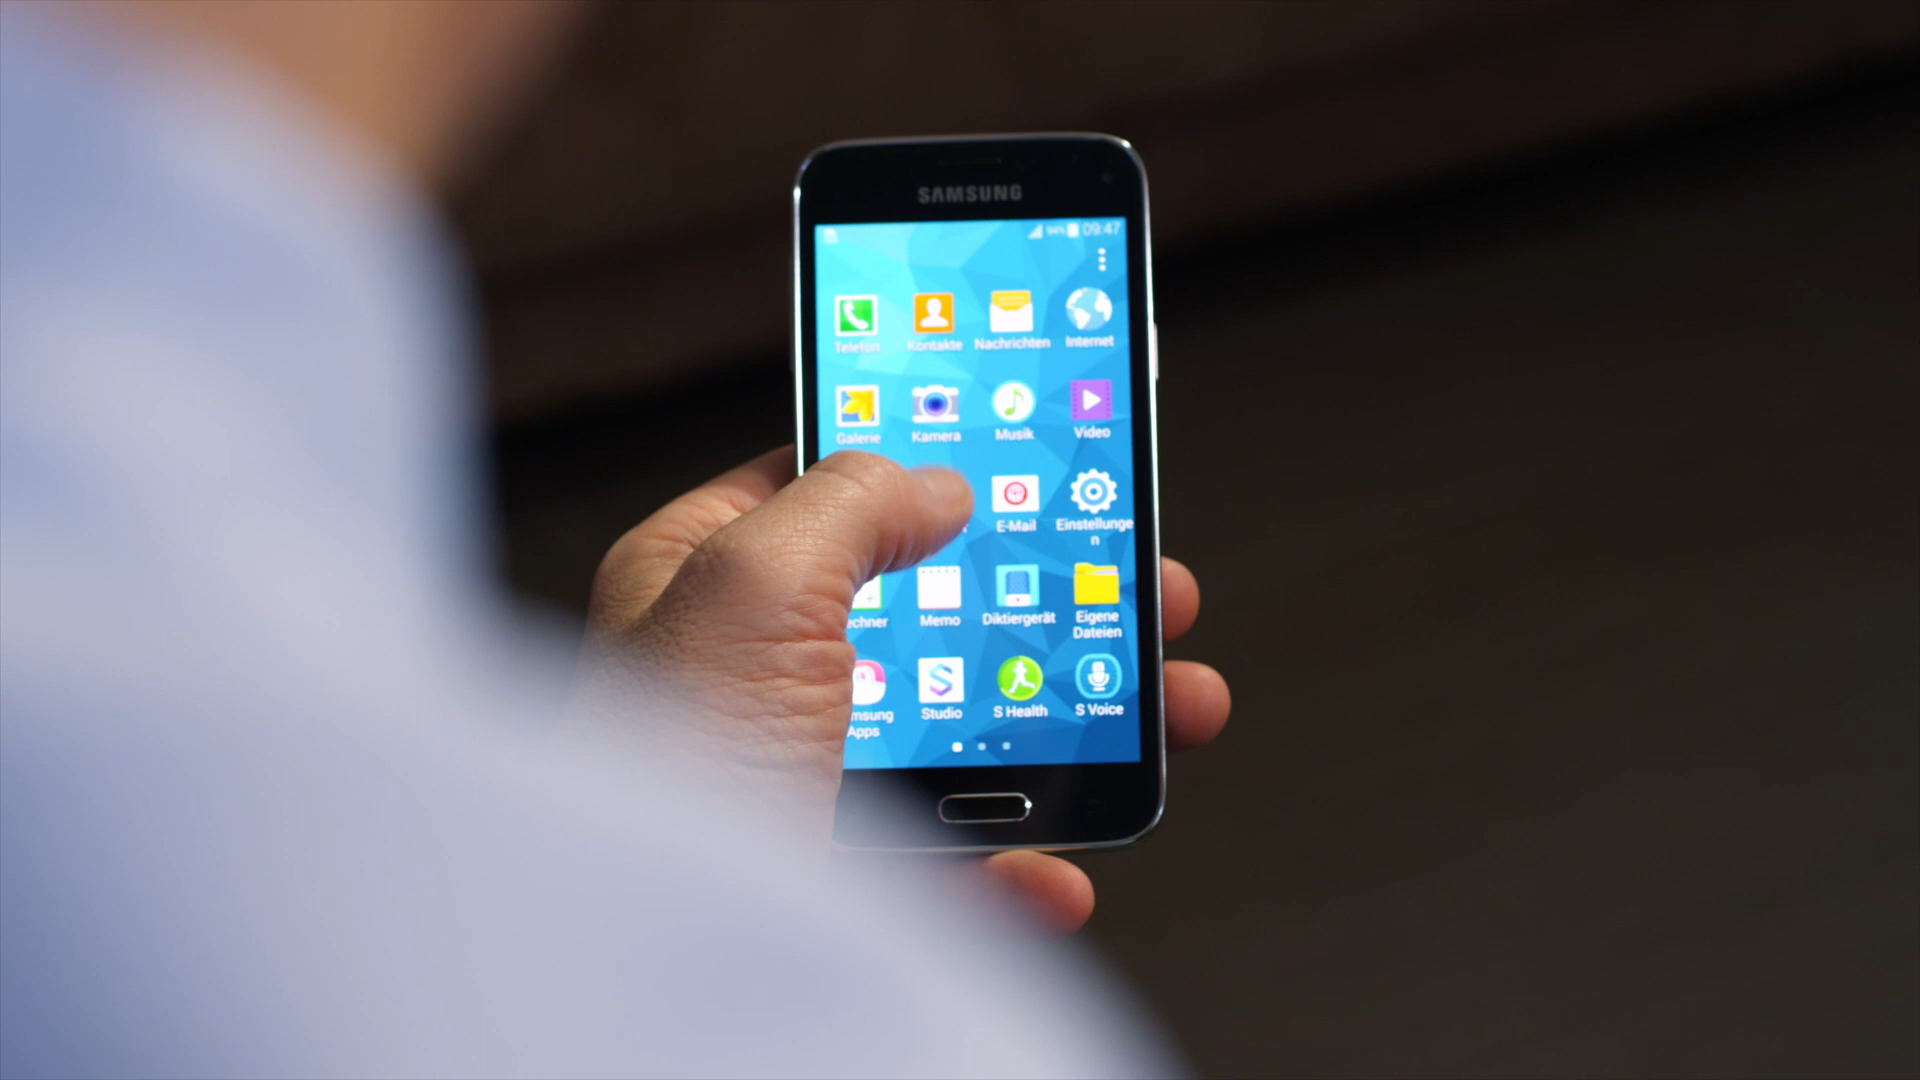 SAMSUNG
94% 09:47
Telefon Kontakte Nachrichten Internet
Galerie Kamera Musik Video
E-Mail Einstellunge
n
echner Memo Diktiergerät Eigene
Dateien
msung Studio S Health S Voice
Apps